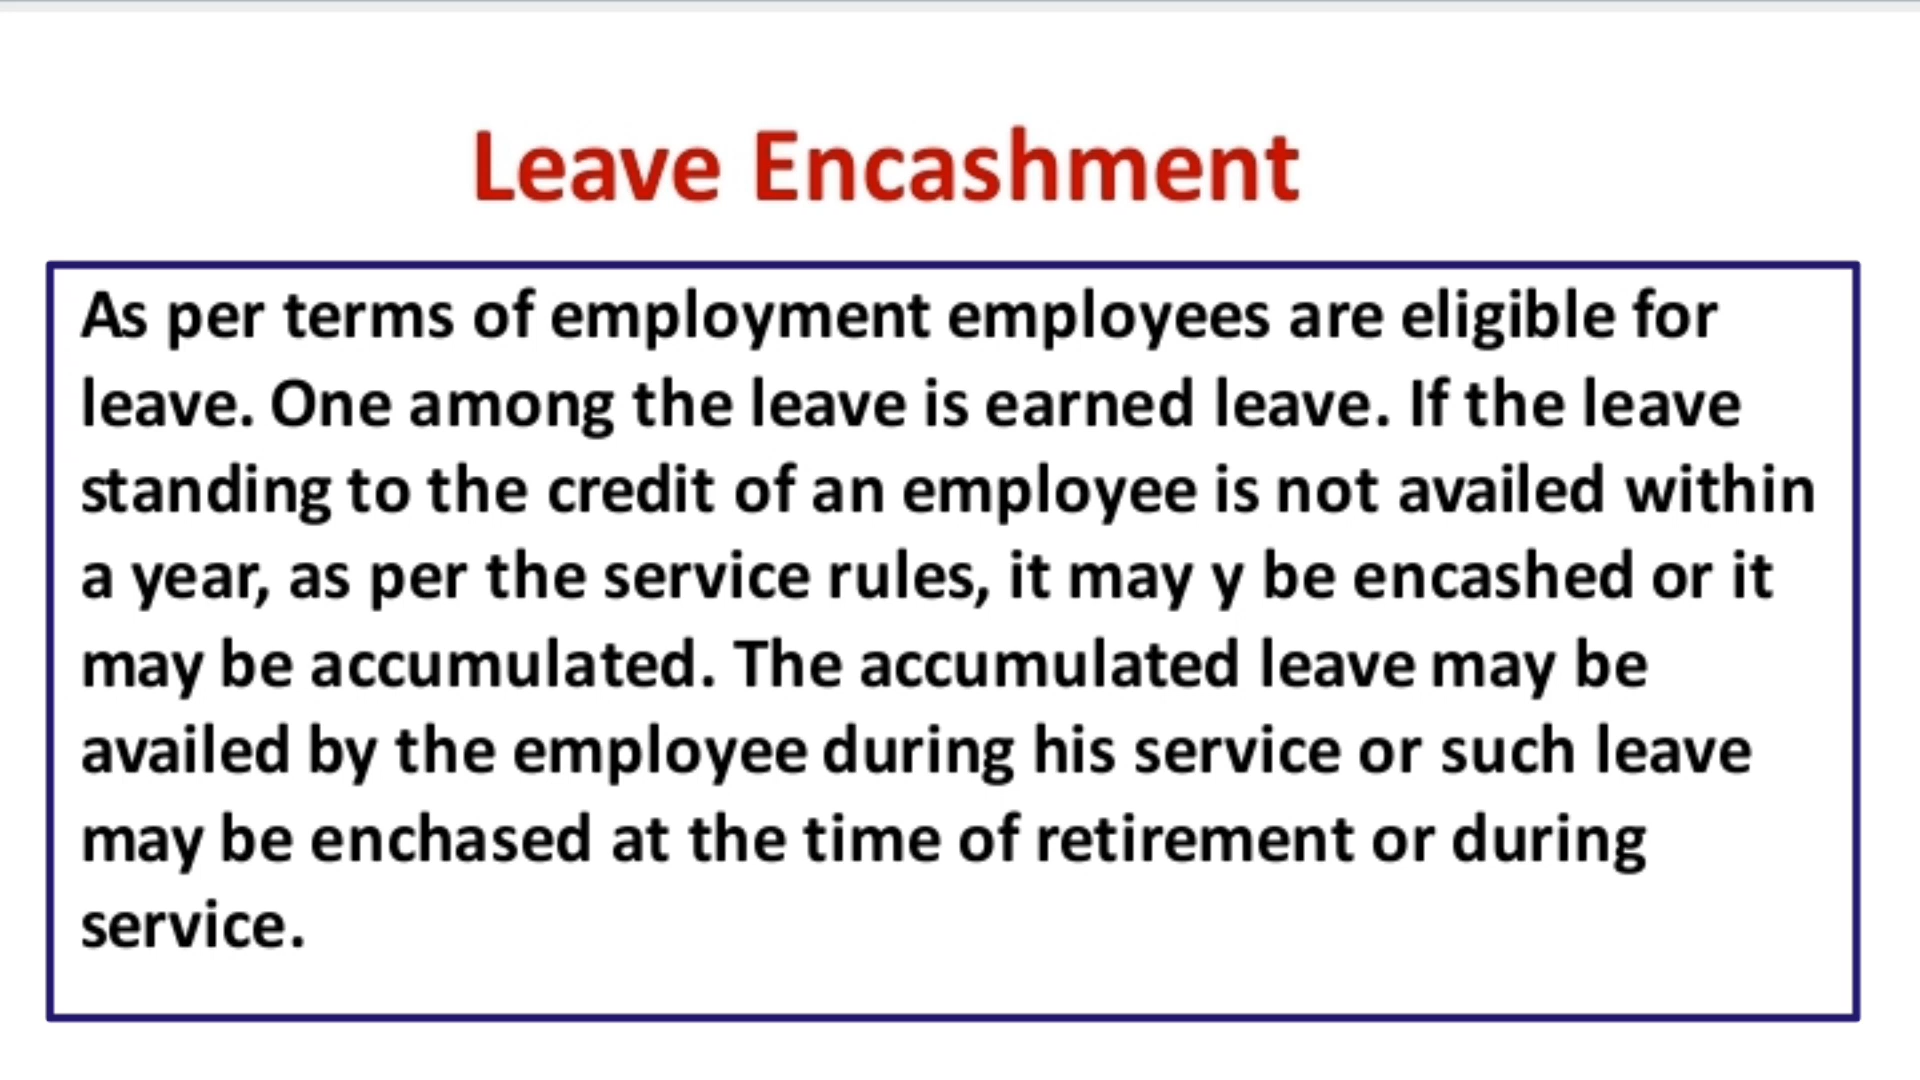 Leave Encashment
As per terms of employment employees are eligible for
leave. One among the leave is earned leave. If the leave
standing to the credit of an employee is not availed within
a year, as per the service rules, it may y be encashed or it
may be accumulated. The accumulated leave may be
availed by the employee during his service or such leave
may be enchased at the time of retirement or during
service.